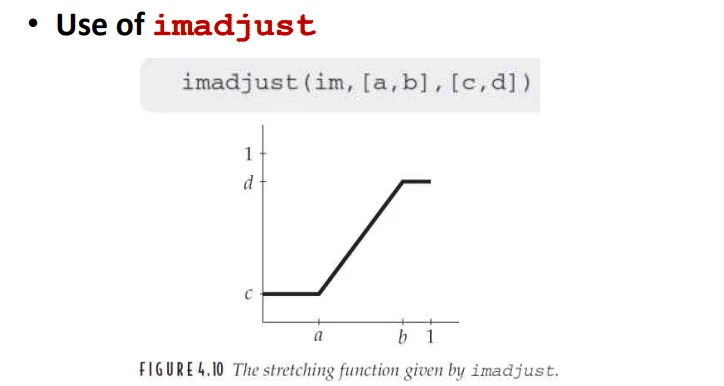 • Use of imadjust
imadjust(im,[a,b],[c,d])
1
d
c
a b 1
FIGURE 4.10 The stretching function given by imadjust.